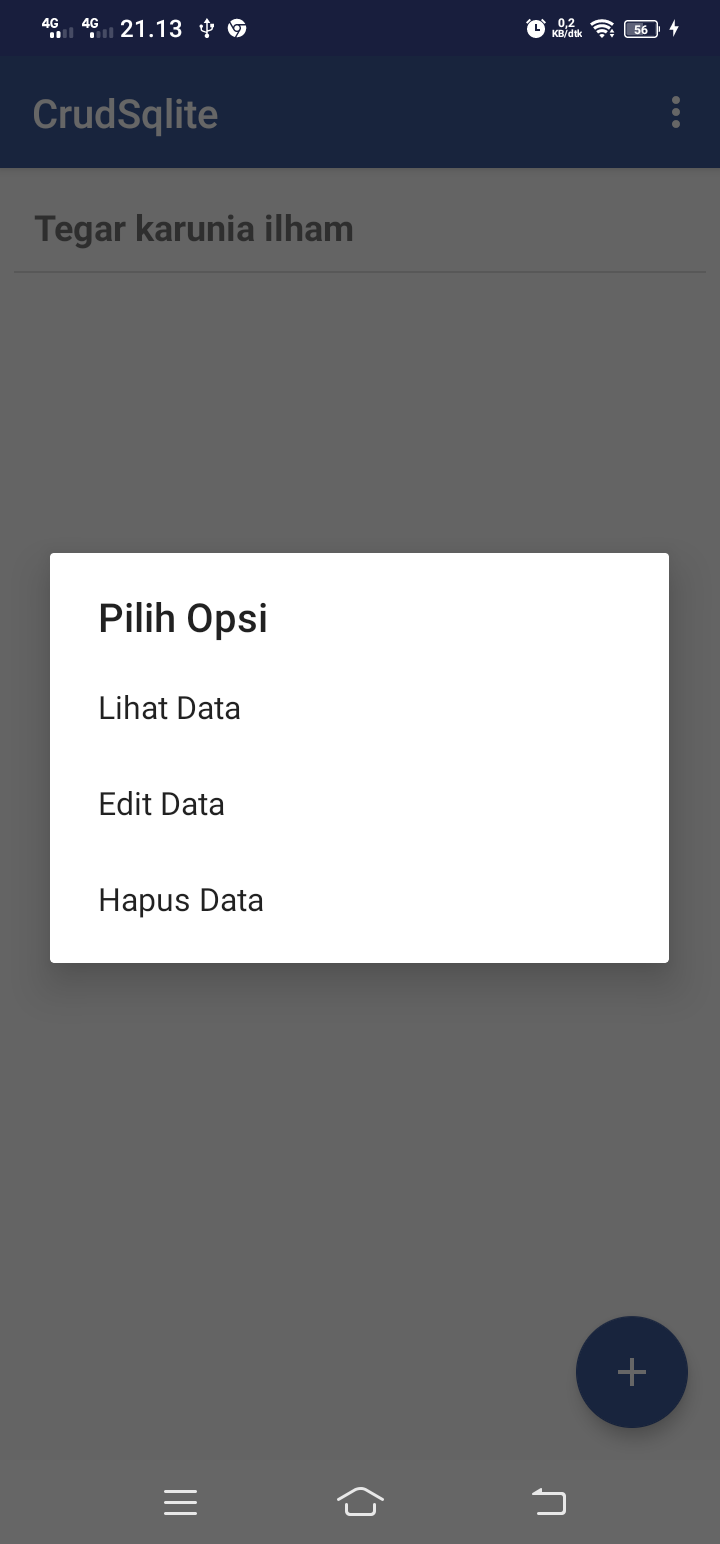 4G 4G 21.13 0,2 KB/dtk 56
CrudSqlite
Tegar karunia ilham
Pilih Opsi
Lihat Data
Edit Data
Hapus Data